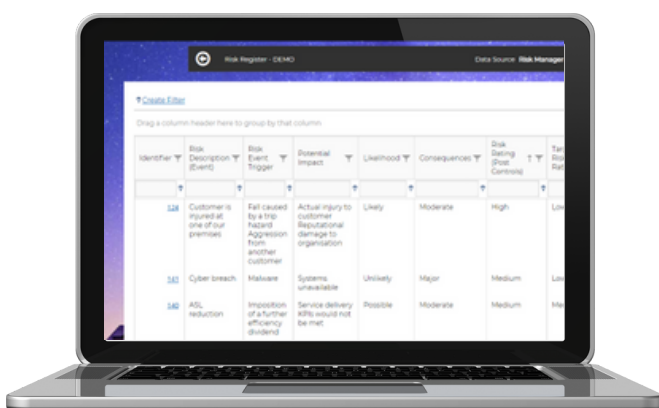 Risk Register - DEMO
Data Source Risk Manager
Create Filter
Drag a column header here to group by that column
Identifier
Risk
Description
(Event)
Risk
Event
Trigger
Potential
Impact
Likelihood
Consequences
Risk
Rating
(Post
Controls)
Customer is
injured at
one of our
premises
Fall caused
by a trip
hazard
Aggression
from
another
customer
Actual injury to
customer
Reputational
damage to
organisation
Likely
Moderate
High
141
Cyber breach
Malware
Systems
unavailable
Unlikely
Major
Medium
140
ASL
reduction
Imposition
of a further
efficiency
dividend
Service delivery
KPIs would not
be met
Possible
Moderate
Medium